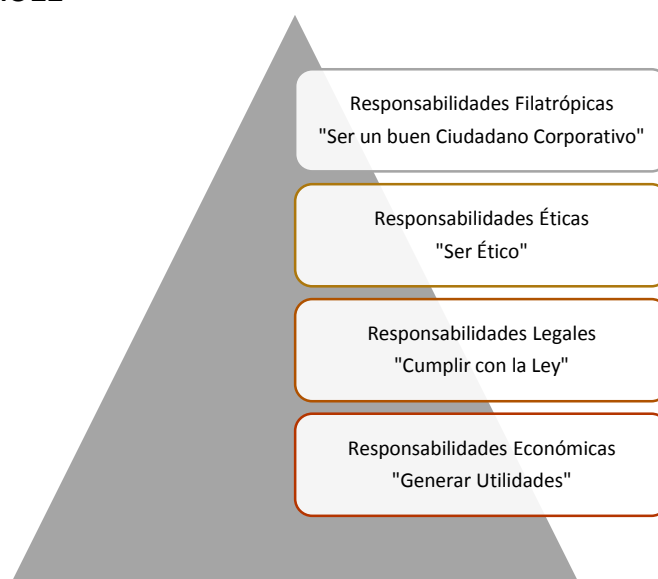 Responsabilidades Filatrópicas
"Ser un buen Ciudadano Corporativo"
Responsabilidades Éticas
"Ser Ético"
Responsabilidades Legales
"Cumplir con la Ley"
Responsabilidades Económicas
"Generar Utilidades"